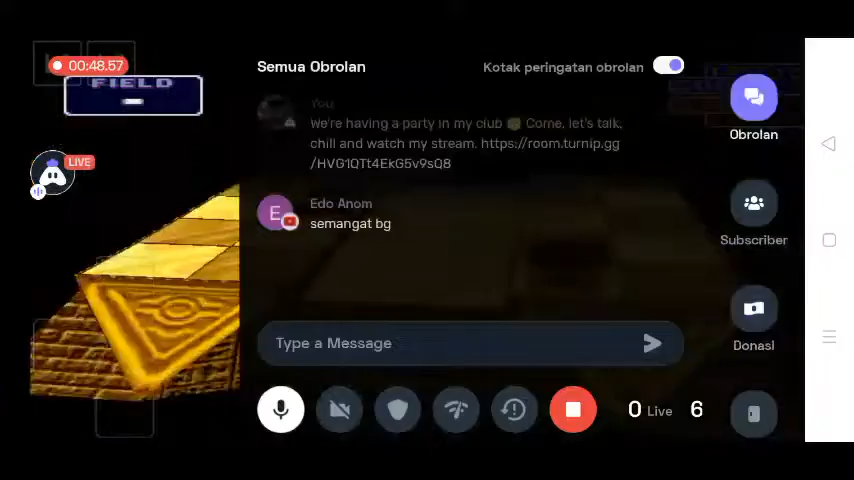 00:48.57
FIELD
LIVE
Semua Obrolan
Kotak peringatan obrolan
You
We're having a party in my club Come, let's talk,
chill and watch my stream. https://room.turnip.gg
/HVG1QTt4EkG5v9sQ8
E
Edo Anom
semangat bg
Type a Message
0 Live 6
Obrolan
Subscriber
Donasi